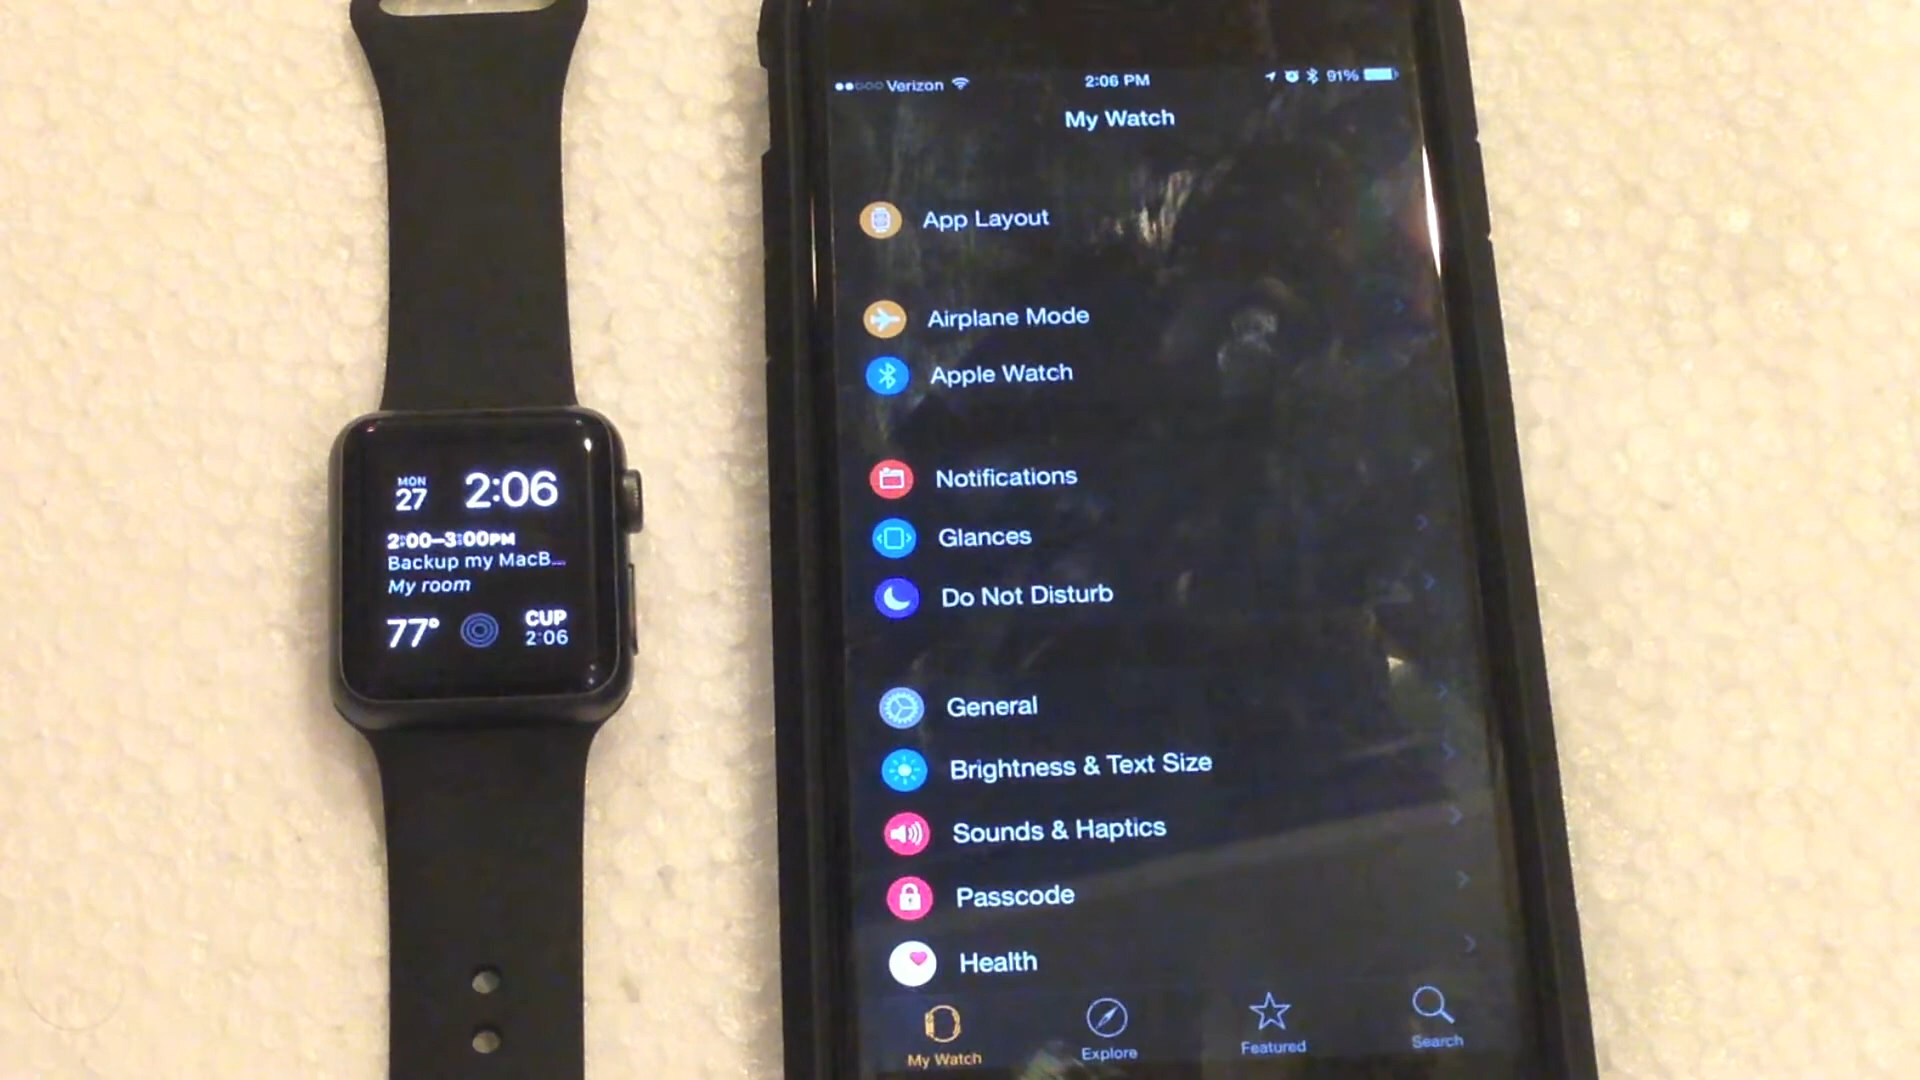 MON
27
2:06
2:00–3:00PM
Backup my MacB...
My room
77°
CUP
2:06
Verizon
2:06 PM
91%
My Watch
App Layout
Airplane Mode
Apple Watch
Notifications
Glances
Do Not Disturb
General
Brightness & Text Size
Sounds & Haptics
Passcode
Health
My Watch
Explore
Featured
Search